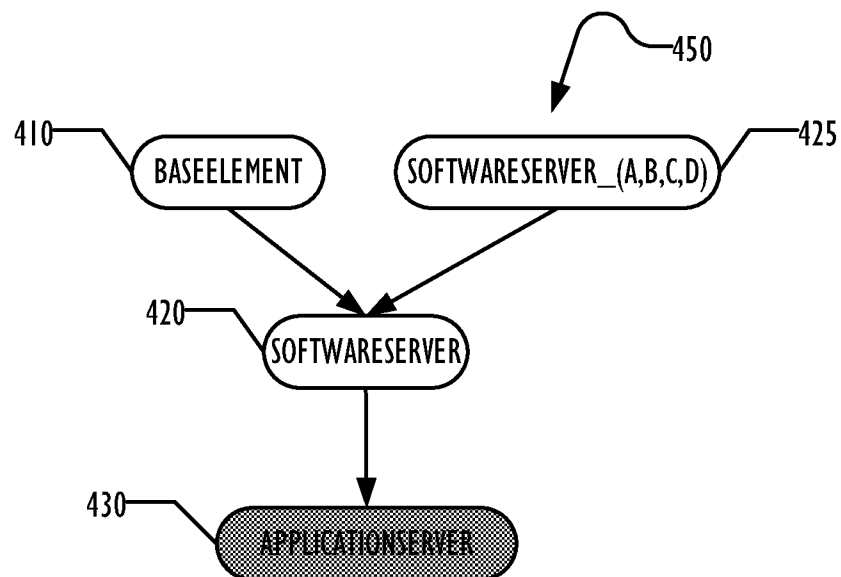 450
410
BASEELEMENT
SOFTWARESERVER_(A,B,C,D)
425
420
SOFTWARESERVER
430
APPLICATIONSERVER